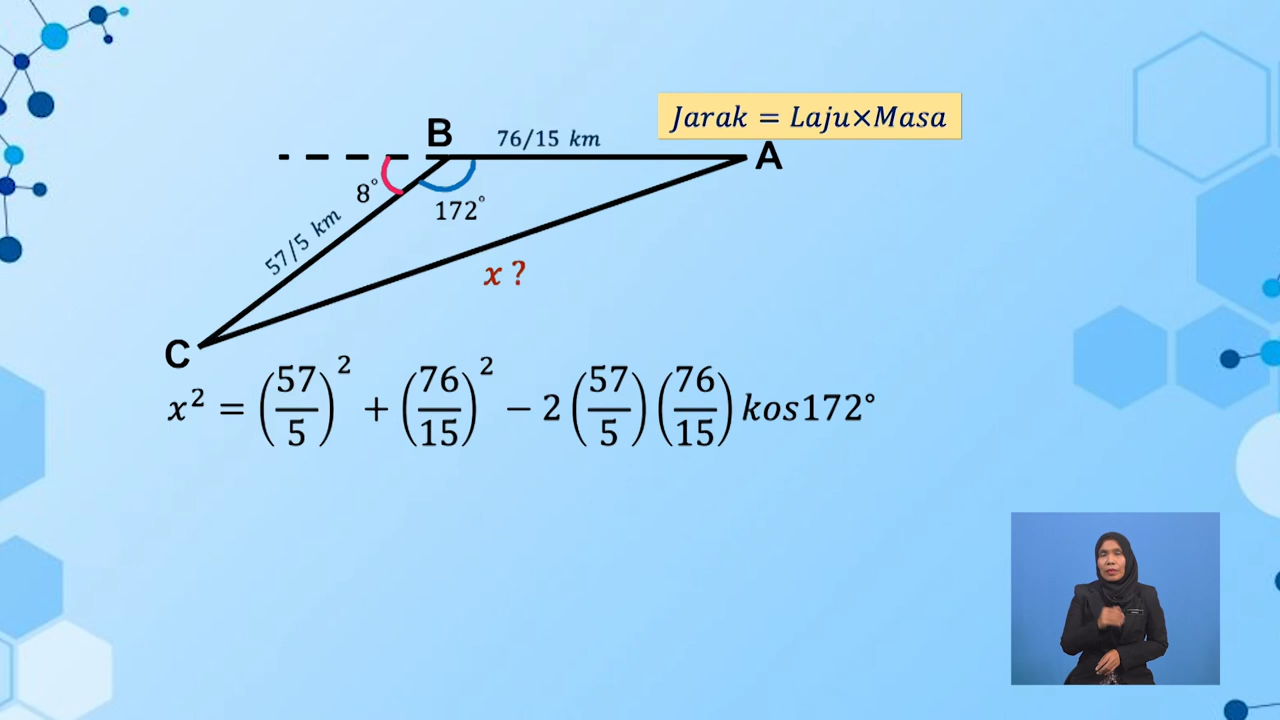 Jarak = Laju×Masa
B
76/15 km
A
8°
172°
57/5 km
x ?
C
x² = (57/5)² + (76/15)² − 2 (57/5)(76/15) kos172°